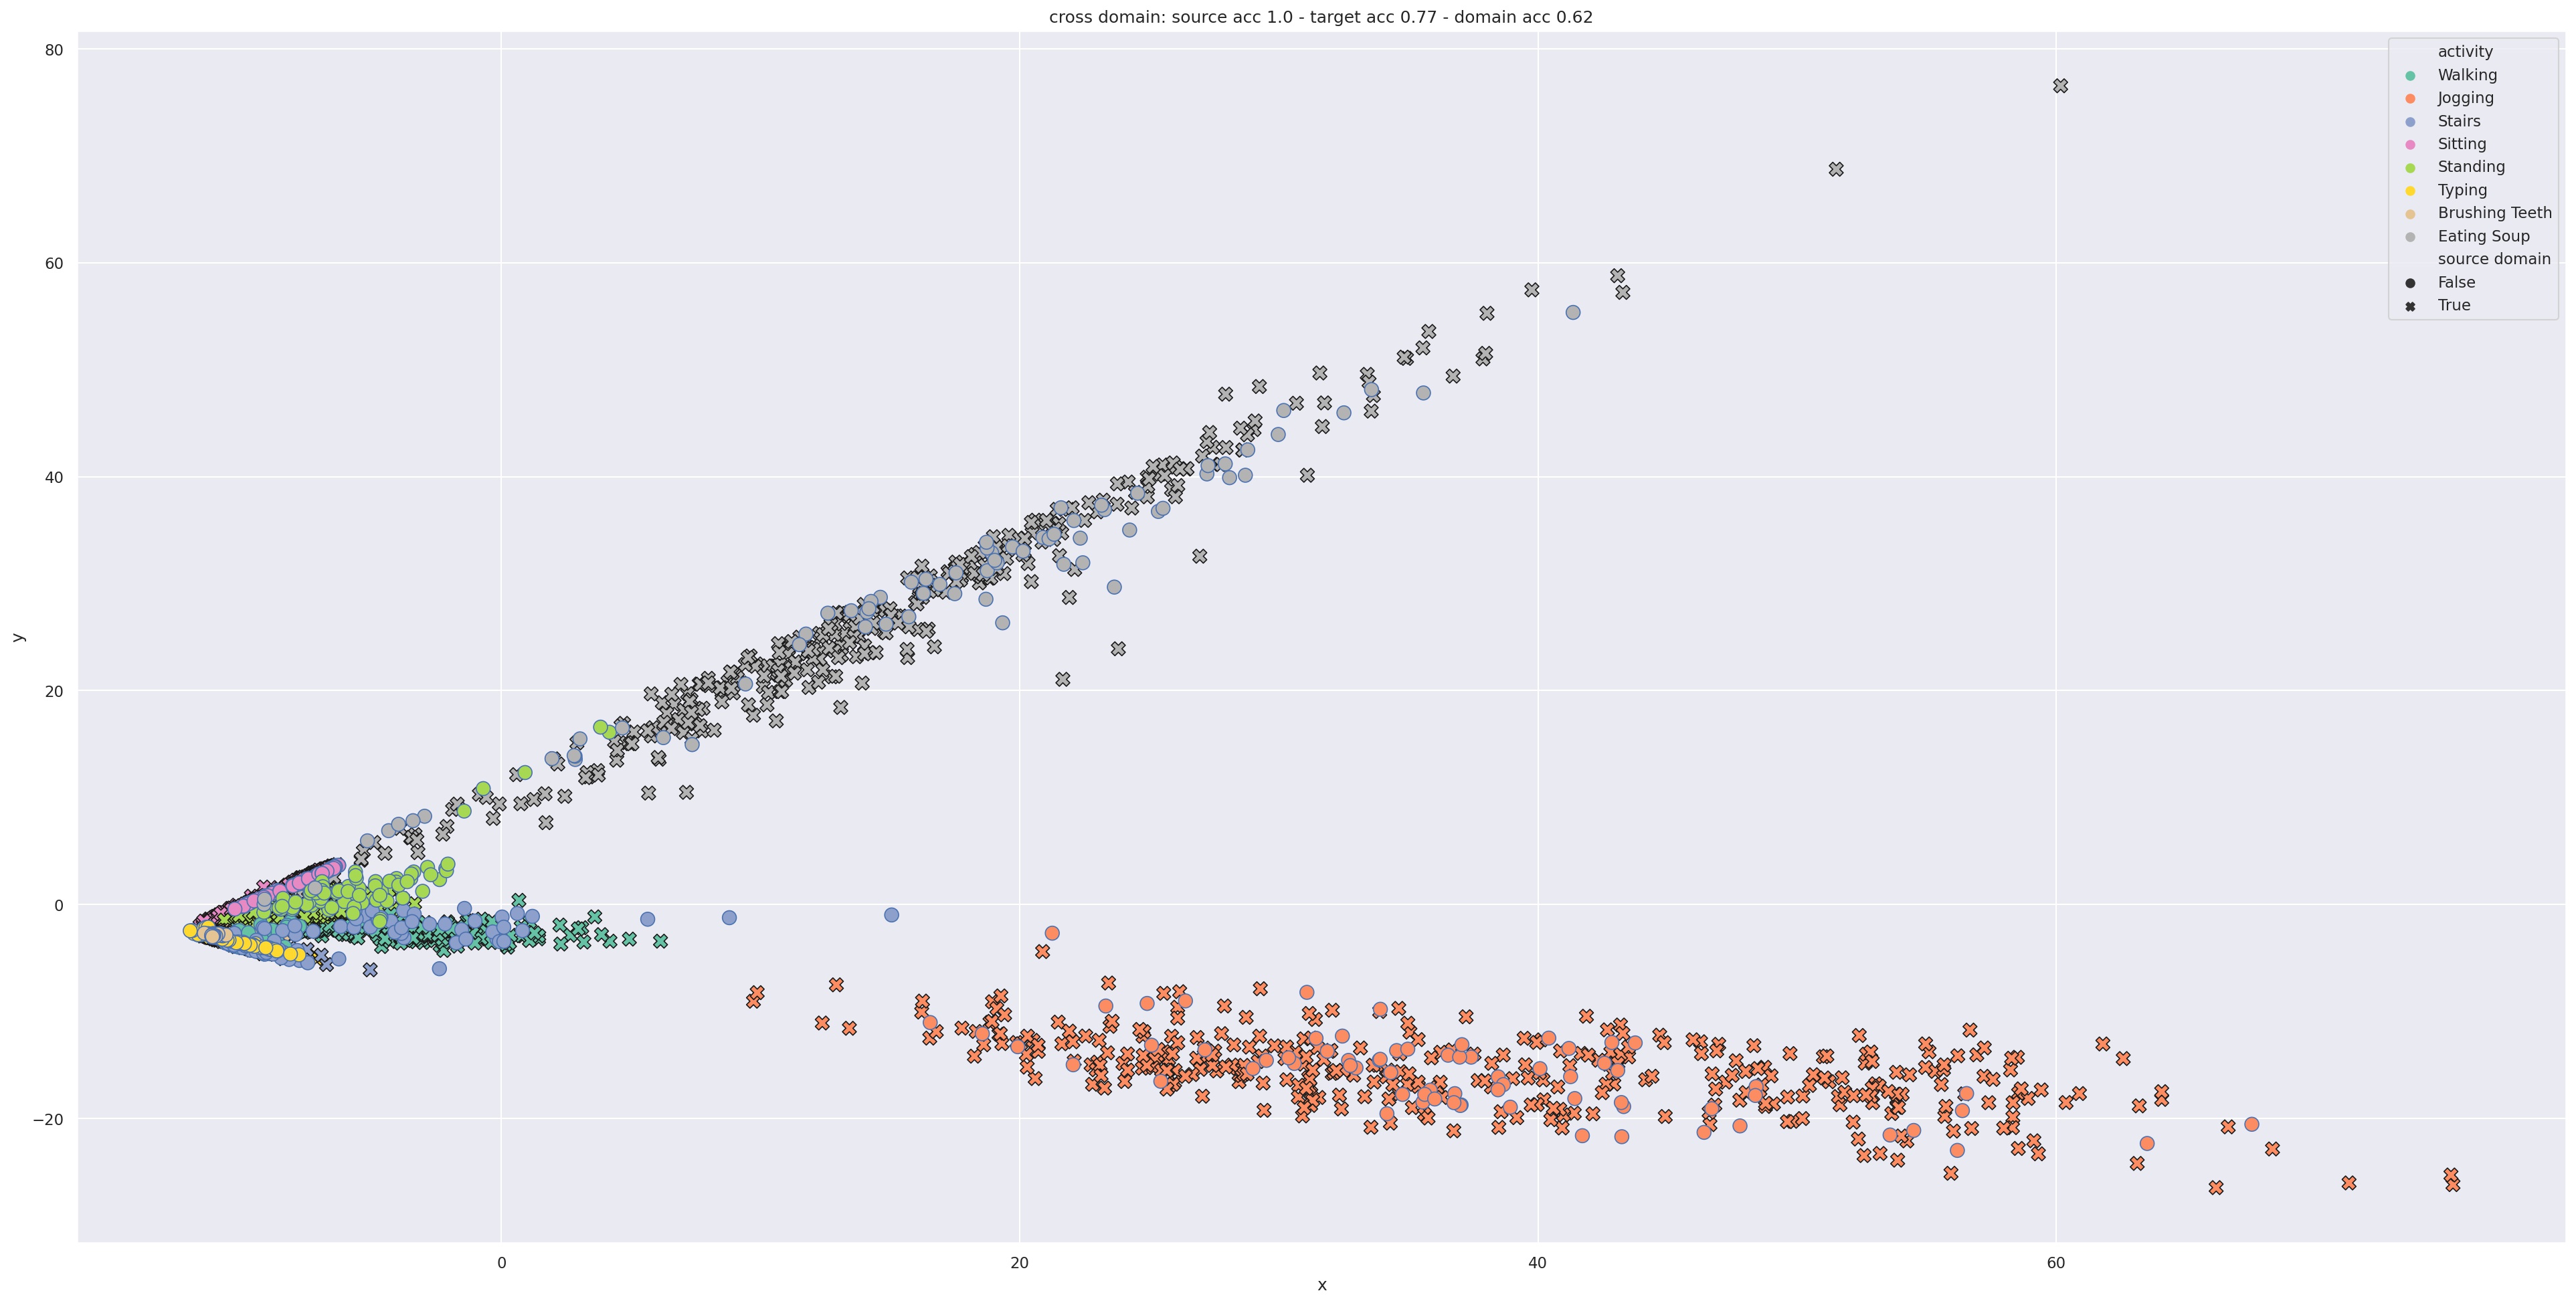 cross domain: source acc 1.0 - target acc 0.77 - domain acc 0.62
80
60
40
20
0
−20
y
0
20
40
60
x
activity
Walking
Jogging
Stairs
Sitting
Standing
Typing
Brushing Teeth
Eating Soup
source domain
False
True